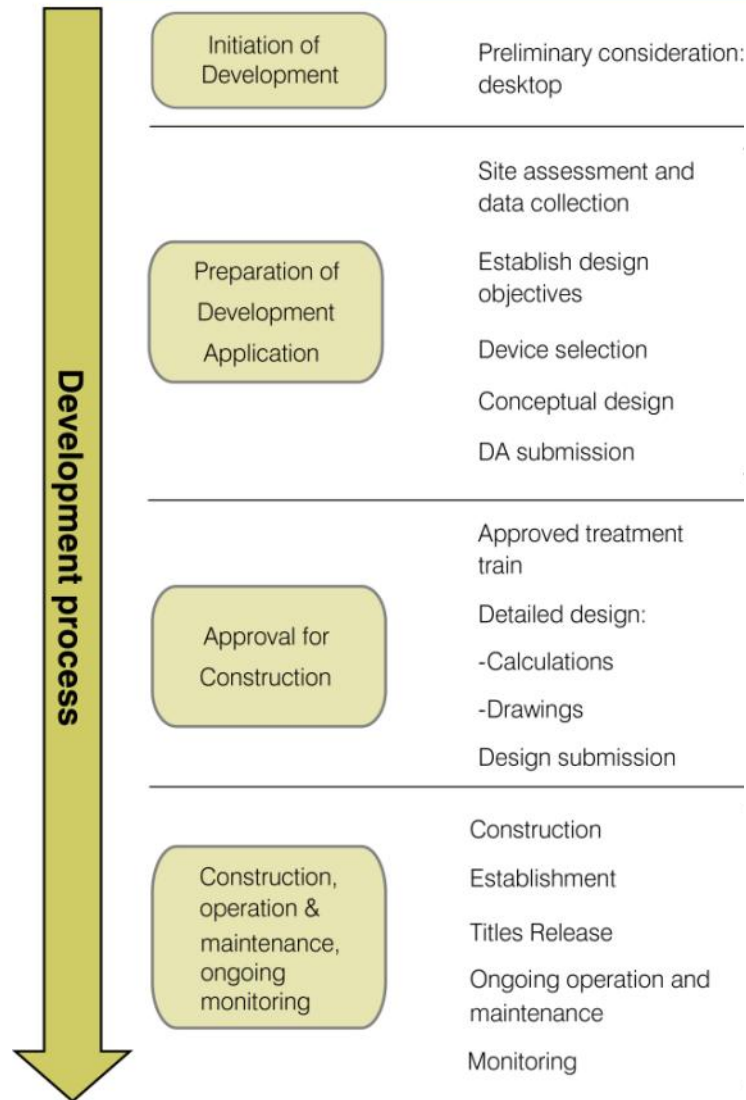 Development process
Initiation of
Development
Preliminary consideration:
desktop
Preparation of
Development
Application
Site assessment and
data collection
Establish design
objectives
Device selection
Conceptual design
DA submission
Approval for
Construction
Approved treatment
train
Detailed design:
-Calculations
-Drawings
Design submission
Construction,
operation &
maintenance,
ongoing
monitoring
Construction
Establishment
Titles Release
Ongoing operation and
maintenance
Monitoring